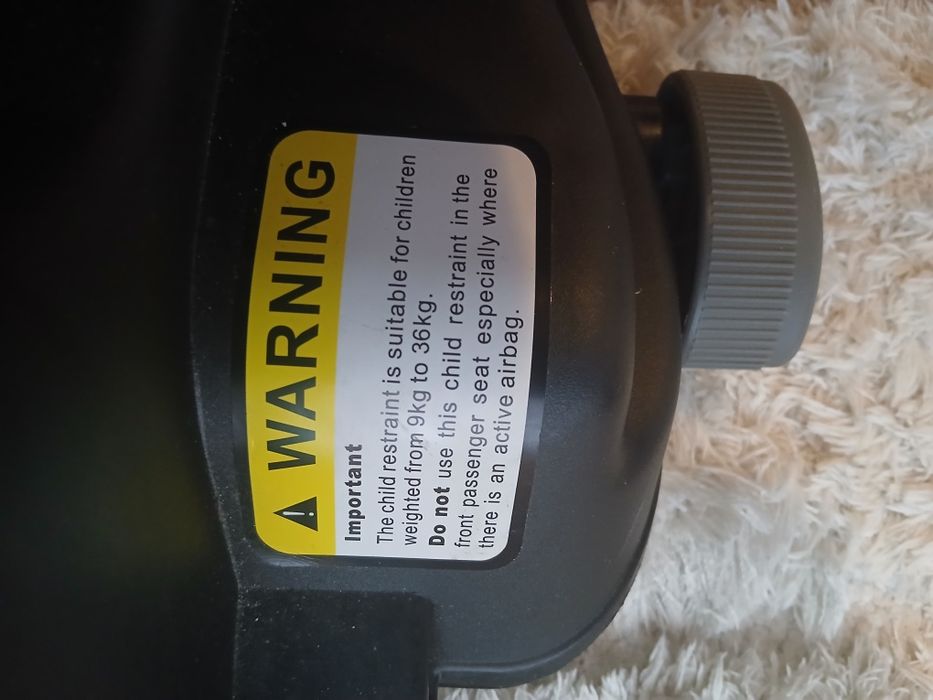 WARNING
Important
The child restraint is suitable for children
weighted from 9kg to 36kg.
Do not use this child restraint in the
front passenger seat especially where
there is an active airbag.